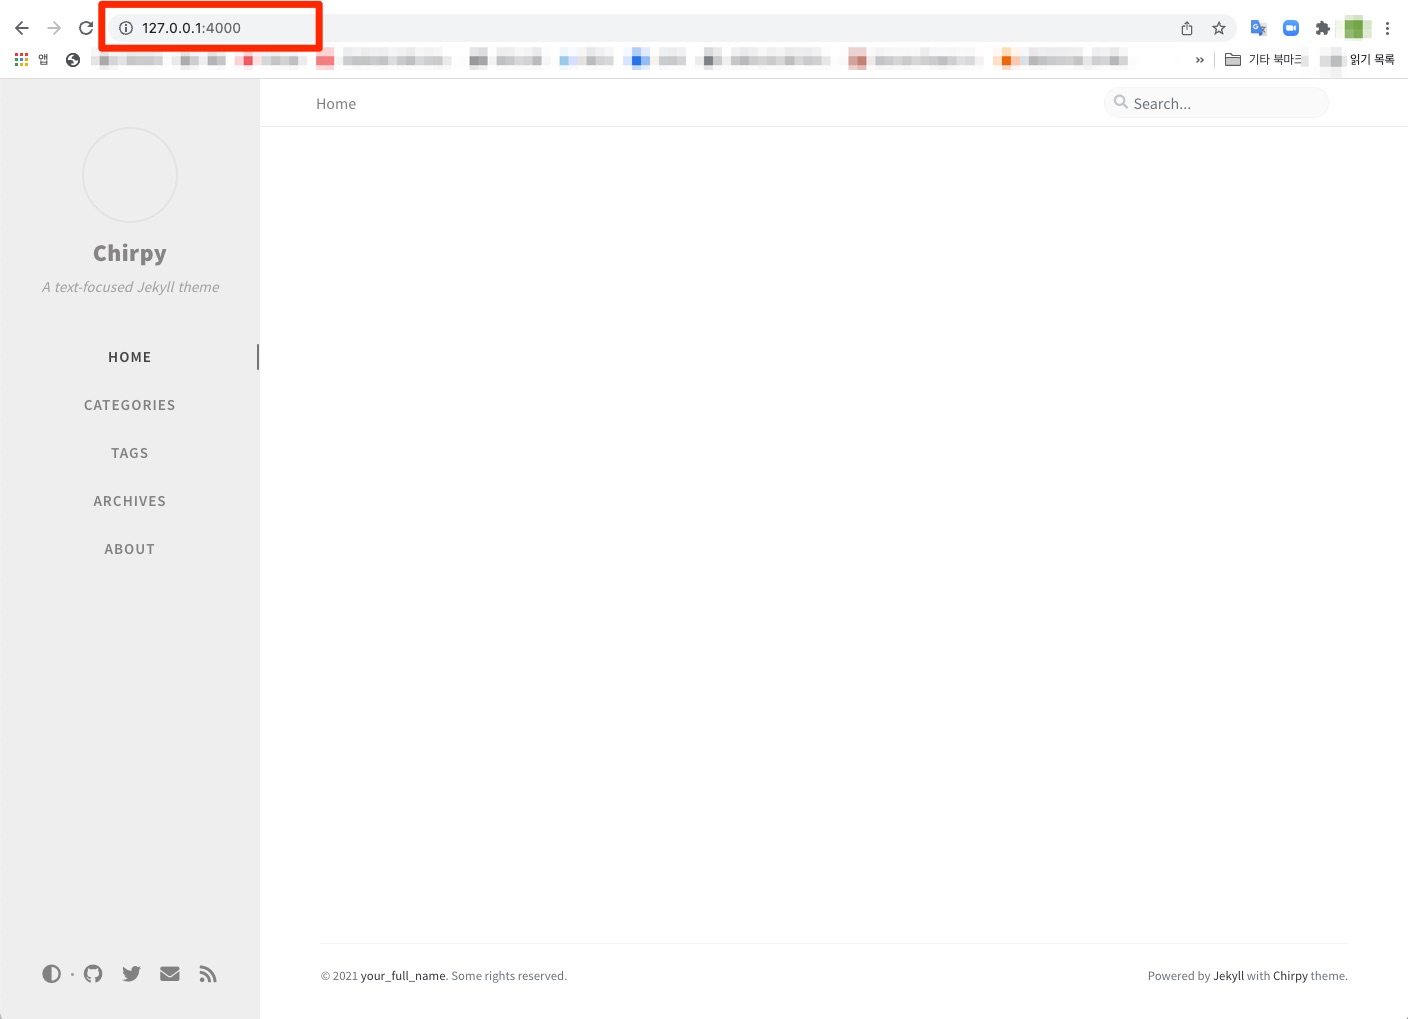 127.0.0.1:4000
앱
» 기타 북마크 읽기 목록
Home
Search...
Chirpy
A text-focused Jekyll theme
HOME
CATEGORIES
TAGS
ARCHIVES
ABOUT
© 2021 your_full_name. Some rights reserved.
Powered by Jekyll with Chirpy theme.